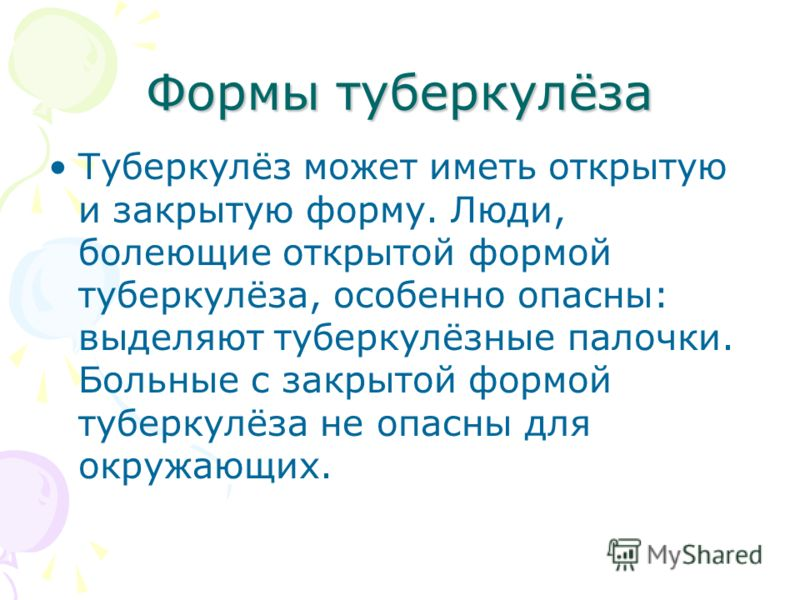 Формы туберкулёза
•Туберкулёз может иметь открытую
и закрытую форму. Люди,
болеющие открытой формой
туберкулёза, особенно опасны:
выделяют туберкулёзные палочки.
Больные с закрытой формой
туберкулёза не опасны для
окружающих.
MyShared